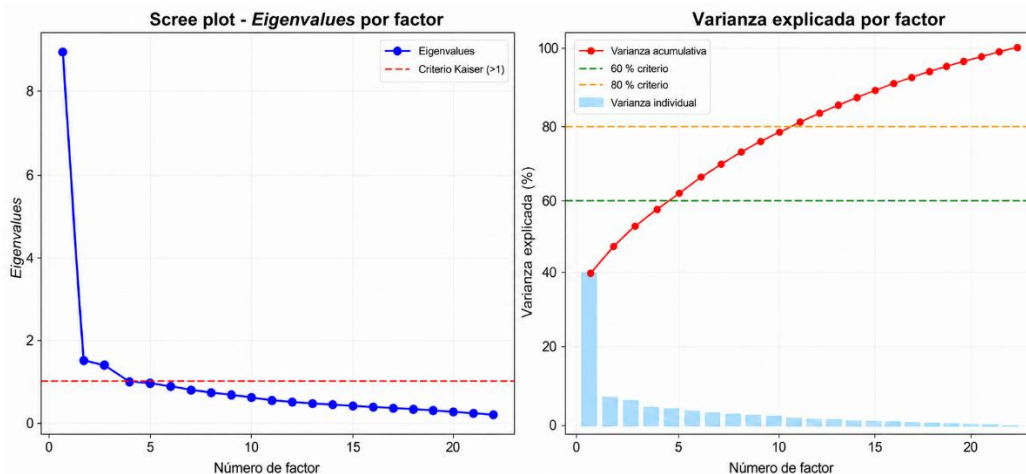 Scree plot - Eigenvalues por factor
Eigenvalues
Criterio Kaiser (>1)
8
6
4
2
0
Eigenvalues
0
5
10
15
20
Número de factor
Varianza explicada por factor
Varianza acumulativa
60 % criterio
80 % criterio
Varianza individual
100
80
60
40
20
0
Varianza explicada (%)
0
5
10
15
20
Número de factor